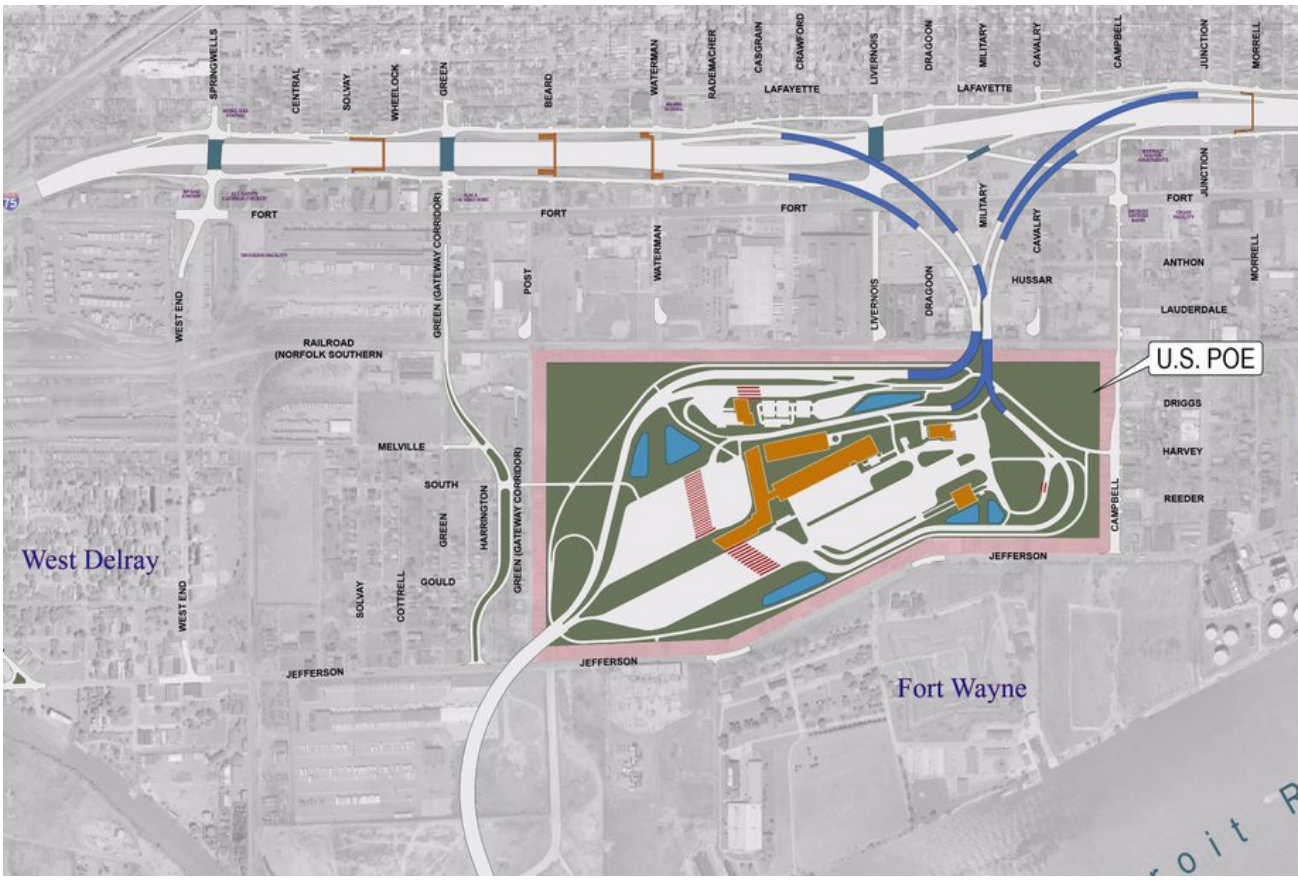 SPRINGWELLS
CENTRAL
SOLVAY
WHEELOCK
GREEN
BEARD
WATERMAN
RADEMACHER
CASGRAIN
CRAWFORD
LIVERNOIS
DRAGOON
MILITARY
CAVALRY
CAMPBELL
JUNCTION
MORRELL
LAFAYETTE
LAFAYETTE
75
FORT
FORT
FORT
FORT
JUNCTION
MILITARY
CAVALRY
GREEN (GATEWAY CORRIDOR)
WATERMAN
POST
LIVERNOIS
DRAGOON
HUSSAR
ANTHON
MORRELL
LAUDERDALE
WEST END
RAILROAD
(NORFOLK SOUTHERN
U.S. POE
DRIGGS
MELVILLE
HARVEY
SOUTH
REEDER
CAMPBELL
GREEN
HARRINGTON
GREEN (GATEWAY CORRIDOR)
JEFFERSON
West Delray
GOULD
SOLVAY
COTTRELL
WEST END
JEFFERSON
JEFFERSON
Fort Wayne
roit R